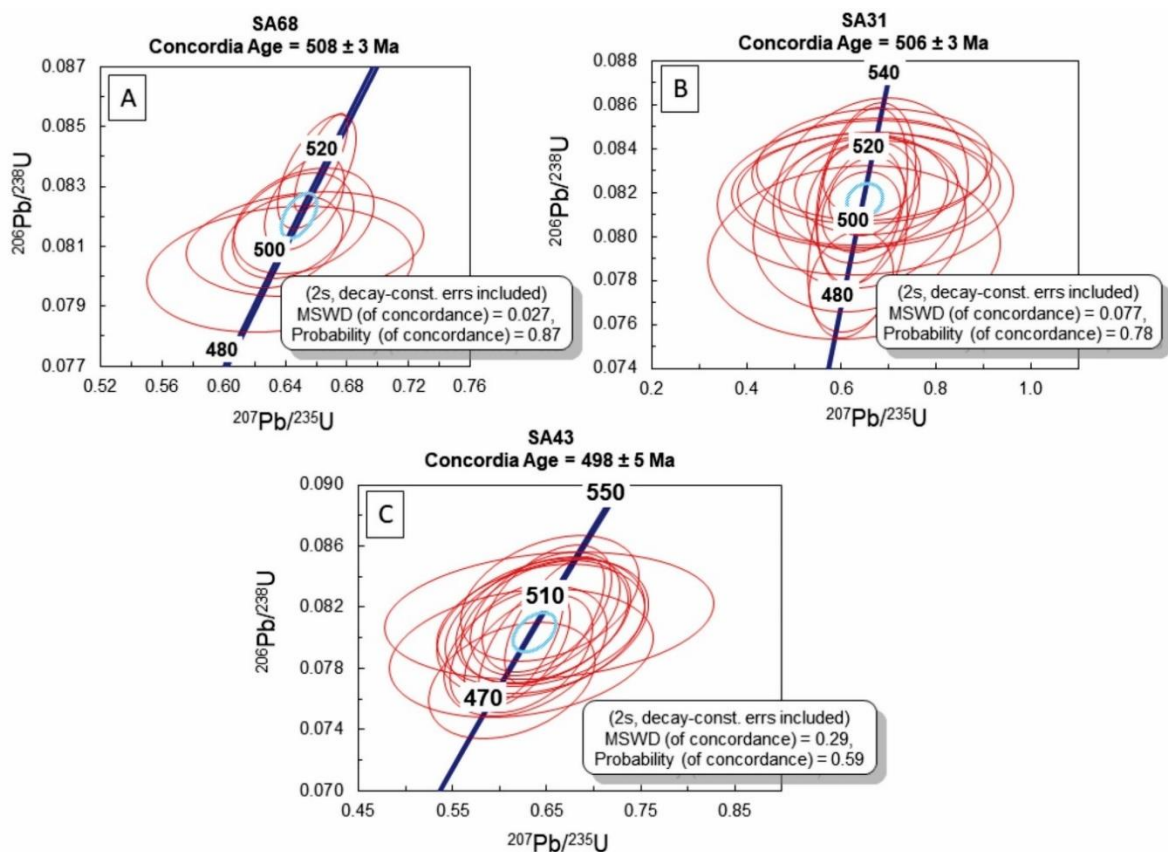 SA68
Concordia Age = 508 ± 3 Ma
A
0.087
0.085
0.083
0.081
0.079
0.077
206Pb/238U
520
500
480
(2s, decay-const. errs included)
MSWD (of concordance) = 0.027,
Probability (of concordance) = 0.87
0.52
0.60
0.64
0.68
0.72
0.76
207Pb/235U
SA31
Concordia Age = 506 ± 3 Ma
B
0.088
0.086
0.084
0.082
0.080
0.078
0.076
0.074
206Pb/238U
540
520
500
480
(2s, decay-const. errs included)
MSWD (of concordance) = 0.077,
Probability (of concordance) = 0.78
0.2
0.4
0.6
0.8
1.0
207Pb/235U
SA43
Concordia Age = 498 ± 5 Ma
C
0.090
0.086
0.082
0.078
0.074
0.070
206Pb/238U
550
510
470
(2s, decay-const. errs included)
MSWD (of concordance) = 0.29,
Probability (of concordance) = 0.59
0.45
0.55
0.65
0.75
0.85
207Pb/235U